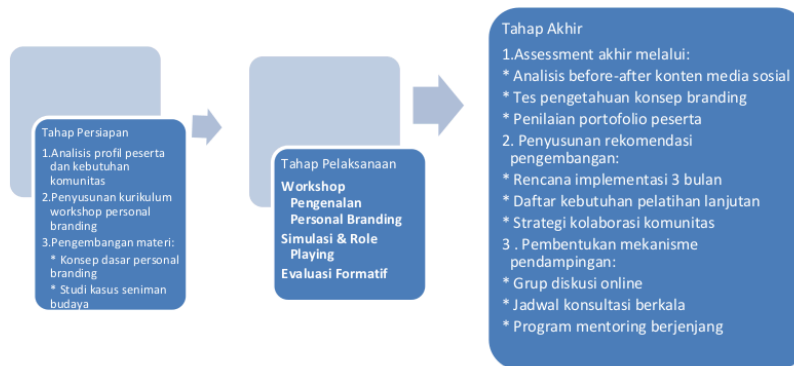 Tahap Persiapan
1.Analisis profil peserta
dan kebutuhan
komunitas
2.Penyusunan kurikulum
workshop personal
branding
3.Pengembangan materi:
* Konsep dasar personal
branding
* Studi kasus seniman
budaya
Tahap Pelaksanaan
Workshop
Pengenalan
Personal Branding
Simulasi & Role
Playing
Evaluasi Formatif
Tahap Akhir
1.Assessment akhir melalui:
* Analisis before-after konten media sosial
* Tes pengetahuan konsep branding
* Penilaian portofolio peserta
2. Penyusunan rekomendasi
pengembangan:
* Rencana implementasi 3 bulan
* Daftar kebutuhan pelatihan lanjutan
* Strategi kolaborasi komunitas
3 . Pembentukan mekanisme
pendampingan:
* Grup diskusi online
* Jadwal konsultasi berkala
* Program mentoring berjenjang